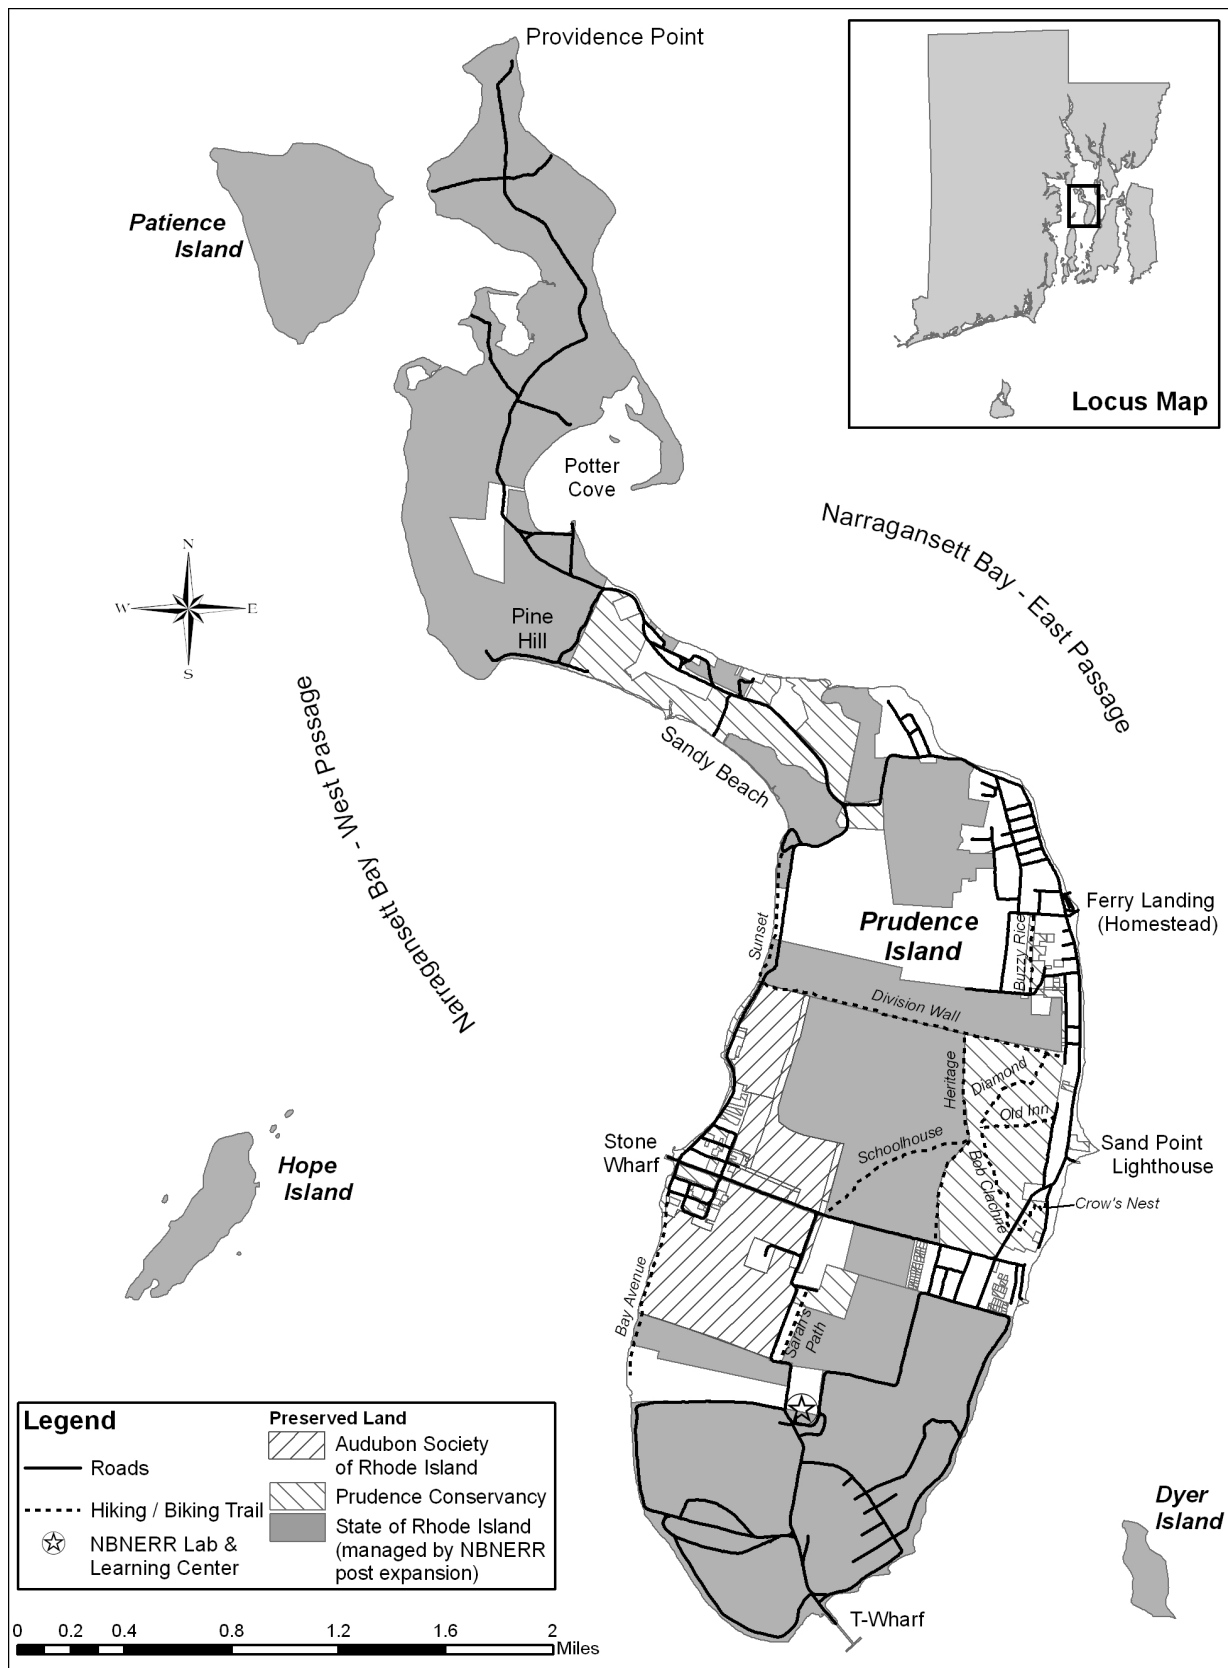 Providence Point
Patience
Island
Locus Map
Potter
Cove
Narragansett Bay - East Passage
N
W
E
S
Pine
Hill
Narragansett Bay - West Passage
Sandy Beach
Ferry Landing
(Homestead)
Prudence
Island
Sunset
Buzzy Rice
Division Wall
Heritage
Diamond
Old Inn
Schoolhouse
Bob Clachrie
Stone
Wharf
Sand Point
Lighthouse
Crow's Nest
Hope
Island
Bay Avenue
Sarah's
Path
Legend
Roads
Hiking / Biking Trail
NBNERR Lab &
Learning Center
Preserved Land
Audubon Society
of Rhode Island
Prudence Conservancy
State of Rhode Island
(managed by NBNERR
post expansion)
Dyer
Island
T-Wharf
0 0.2 0.4 0.8 1.2 1.6 2
Miles